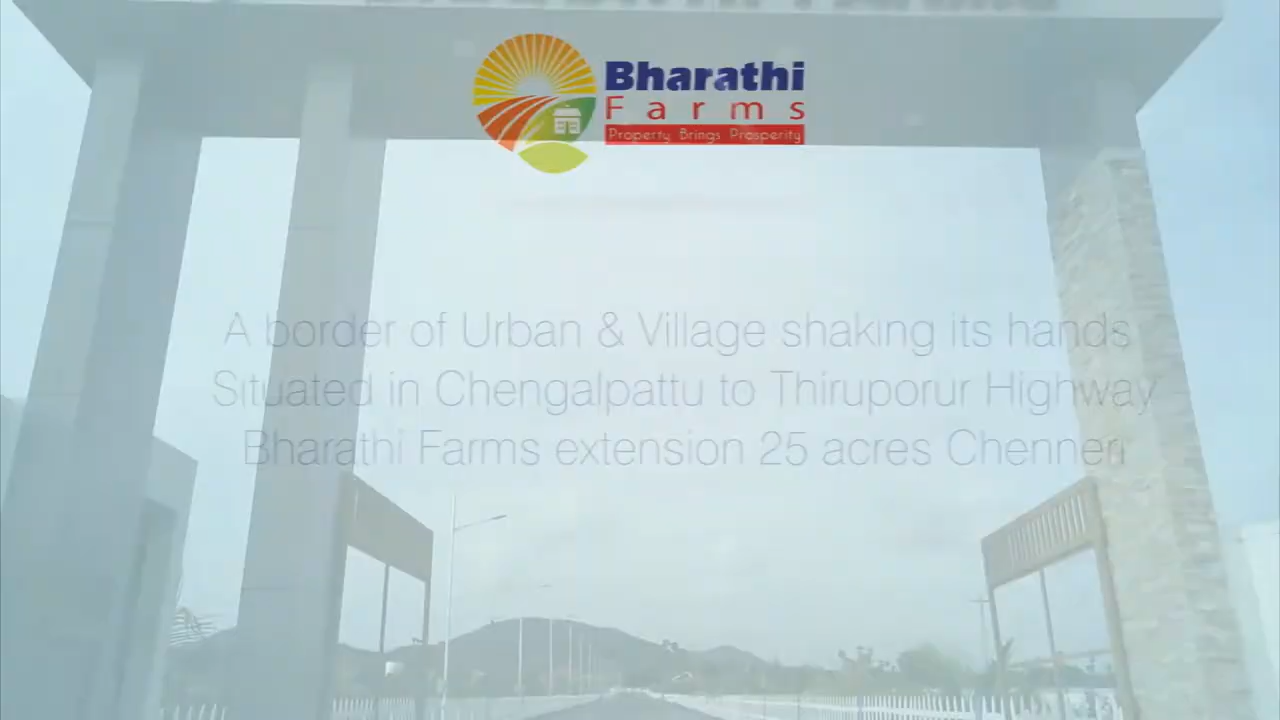 Bharathi
Farms
Property Brings Prosperity
A border of Urban & Village shaking its hands
Situated in Chengalpattu to Thiruporur Highway
Bharathi Farms extension 25 acres Chenneri